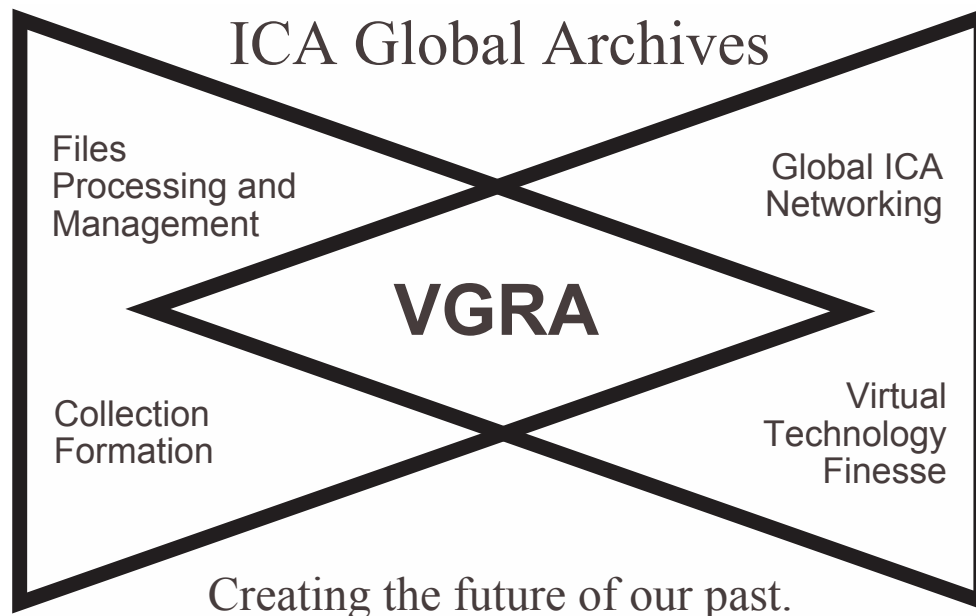 ICA Global Archives
Files
Processing and
Management
Global ICA
Networking
VGRA
Collection
Formation
Virtual
Technology
Finesse
Creating the future of our past.